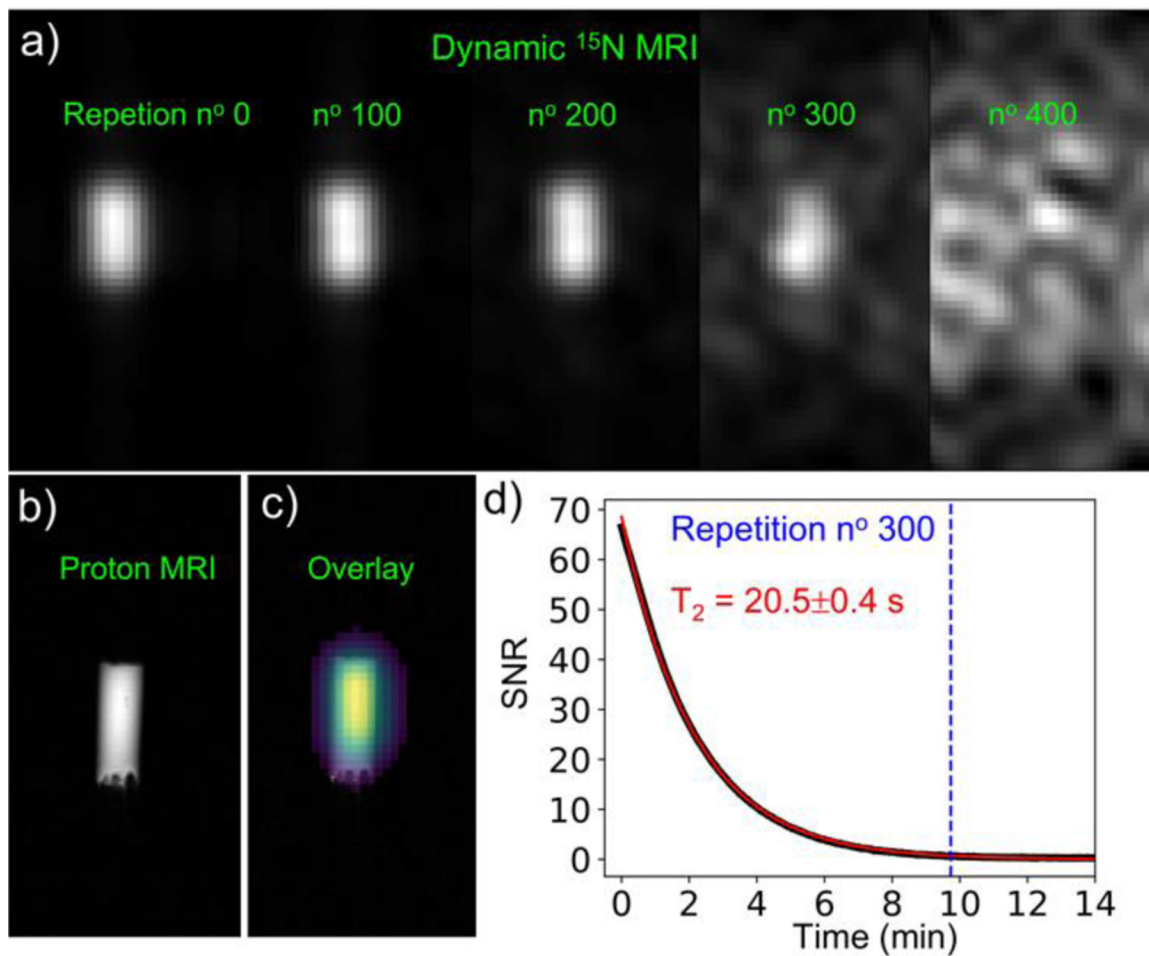 a)
Dynamic ¹⁵N MRI
Repetion nº 0
nº 100
nº 200
nº 300
nº 400
b)
Proton MRI
c)
Overlay
d)
70
60
50
40
30
20
10
0
SNR
Repetition nº 300
T₂ = 20.5±0.4 s
0 2 4 6 8 10 12 14
Time (min)